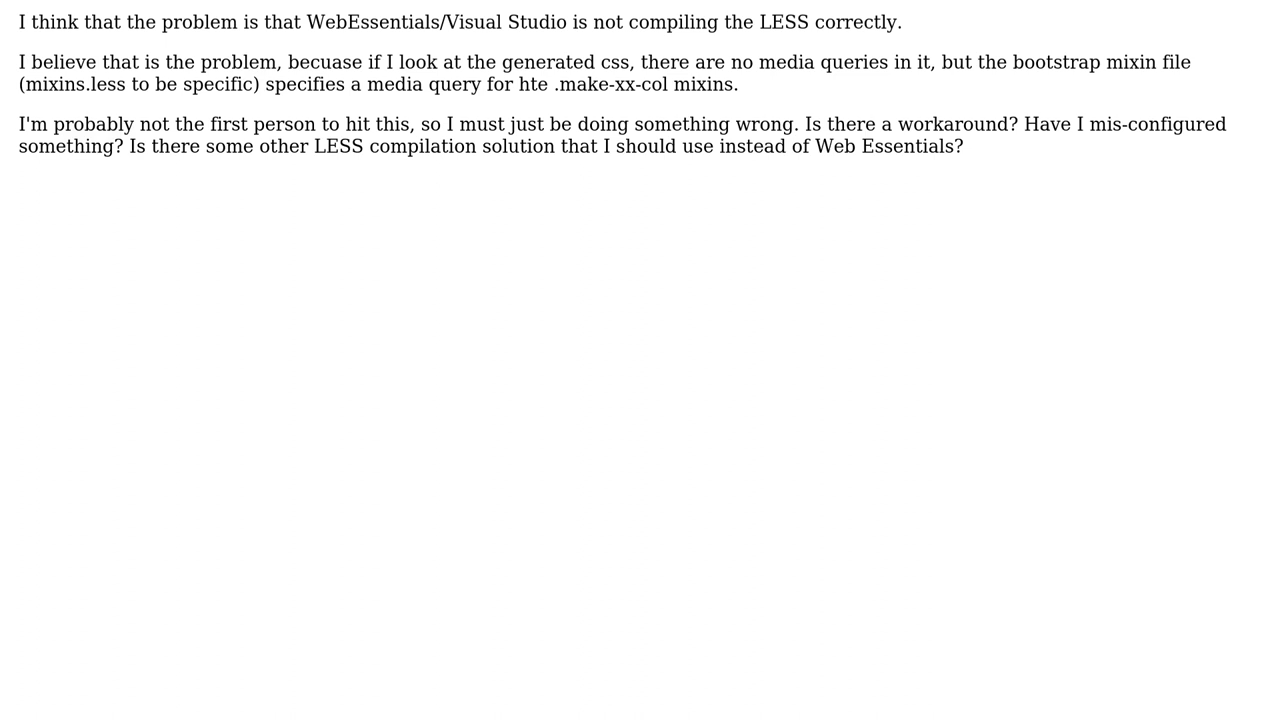 I think that the problem is that WebEssentials/Visual Studio is not compiling the LESS correctly.
I believe that is the problem, becuase if I look at the generated css, there are no media queries in it, but the bootstrap mixin file
(mixins.less to be specific) specifies a media query for hte .make-xx-col mixins.
I'm probably not the first person to hit this, so I must just be doing something wrong. Is there a workaround? Have I mis-configured
something? Is there some other LESS compilation solution that I should use instead of Web Essentials?